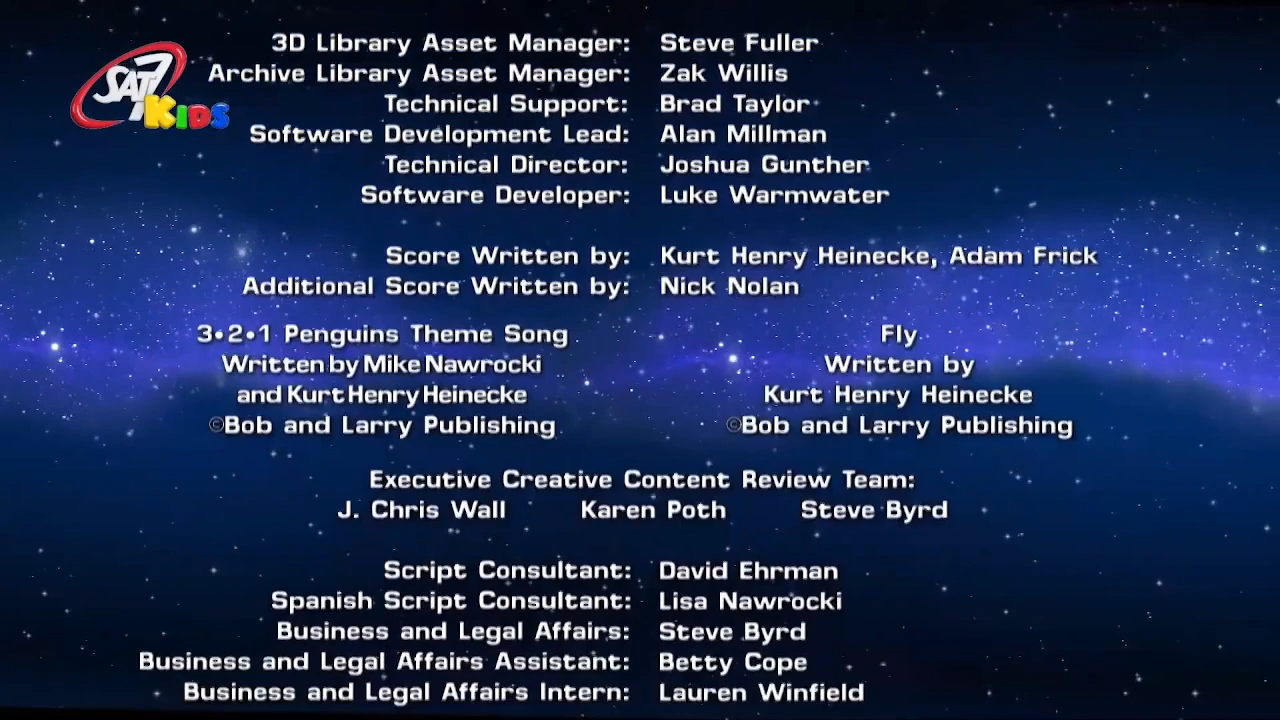 3D Library Asset Manager: Steve Fuller
SAT7 KIDS
Archive Library Asset Manager: Zak Willis
Technical Support: Brad Taylor
Software Development Lead: Alan Millman
Technical Director: Joshua Gunther
Software Developer: Luke Warmwater
Score Written by: Kurt Henry Heinecke, Adam Frick
Additional Score Written by: Nick Nolan
3•2•1 Penguins Theme Song
Written by Mike Nawrocki
and Kurt Henry Heinecke
©Bob and Larry Publishing
Fly
Written by
Kurt Henry Heinecke
©Bob and Larry Publishing
Executive Creative Content Review Team:
J. Chris Wall Karen Poth Steve Byrd
Script Consultant: David Ehrman
Spanish Script Consultant: Lisa Nawrocki
Business and Legal Affairs: Steve Byrd
Business and Legal Affairs Assistant: Betty Cope
Business and Legal Affairs Intern: Lauren Winfield